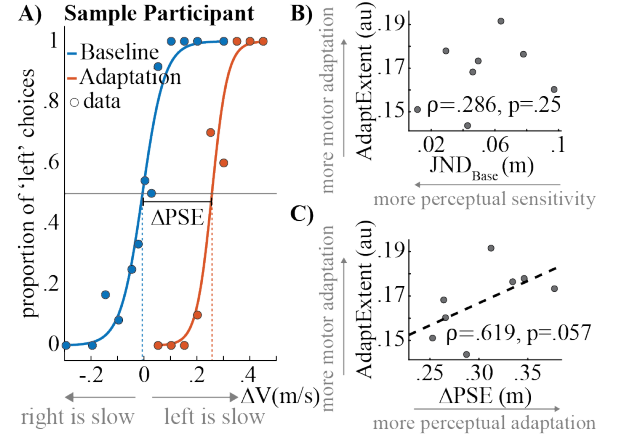 A) Sample Participant
Baseline
Adaptation
data
proportion of 'left' choices
1
.8
.6
.4
.2
0
ΔPSE
-.2
0
.2
.4
ΔV(m/s)
right is slow
left is slow
B)
more motor adaptation
AdaptExtent (au)
.19
.17
.15
ρ=.286, p=.25
.02
.06
.1
JND_Base (m)
more perceptual sensitivity
C)
more motor adaptation
AdaptExtent (au)
.19
.17
.15
ρ=.619, p=.057
.25
.30
.35
ΔPSE (m)
more perceptual adaptation